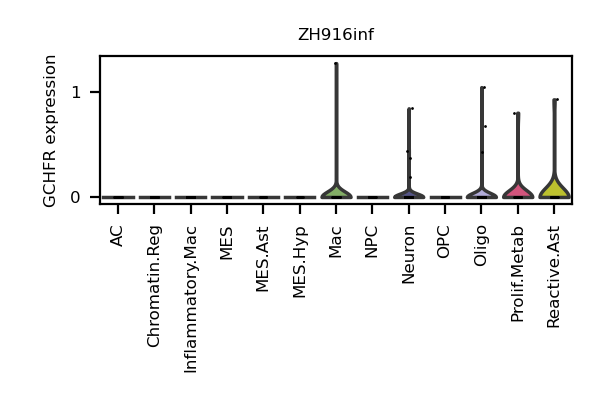 ZH916inf
GCHFR expression
1
0
AC
Chromatin.Reg
Inflammatory.Mac
MES
MES.Ast
MES.Hyp
Mac
NPC
Neuron
OPC
Oligo
Prolif.Metab
Reactive.Ast